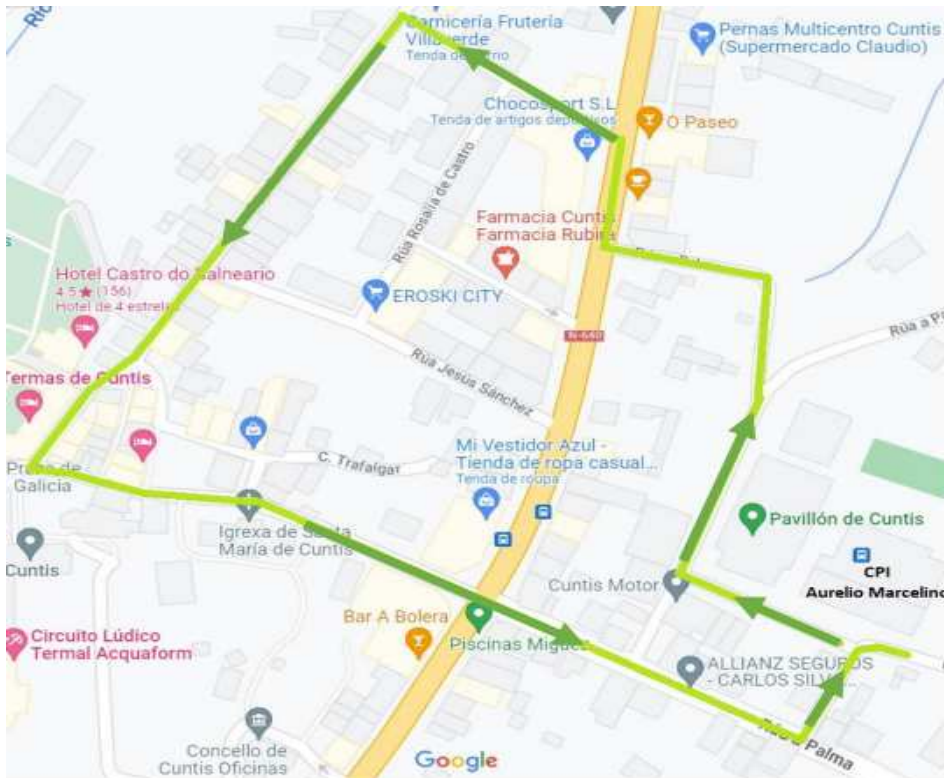 Río
Carnicería Frutería
Villaverde
Pernas Multicentro Cuntis
(Supermercado Claudio)
Chocosport S.L
Tenda de artigos deportivos
O Paseo
Rúa Rosalía de Castro
Farmacia Cuntis
Farmacia Rubira
Hotel Castro do Balneario
4.5 ★ (156)
Hotel de 4 estrellas
EROSKI CITY
N-640
Rúa a Pa
Rúa Jesús Sánchez
Termas de Cuntis
Mi Vestidor Azul -
Tienda de ropa casual...
Tenda de roupa
C. Trafalgar
Praza de
Galicia
Igrexa de Santa
María de Cuntis
Pavillón de Cuntis
Cuntis
Cuntis Motor
CPI
Aurelio Marcelino
Bar A Bolera
Piscinas Miguez
Circuito Lúdico
Termal Acquaform
ALLIANZ SEGUROS
- CARLOS SILVA...
Rúa a Palma
Concello de
Cuntis Oficinas
Google